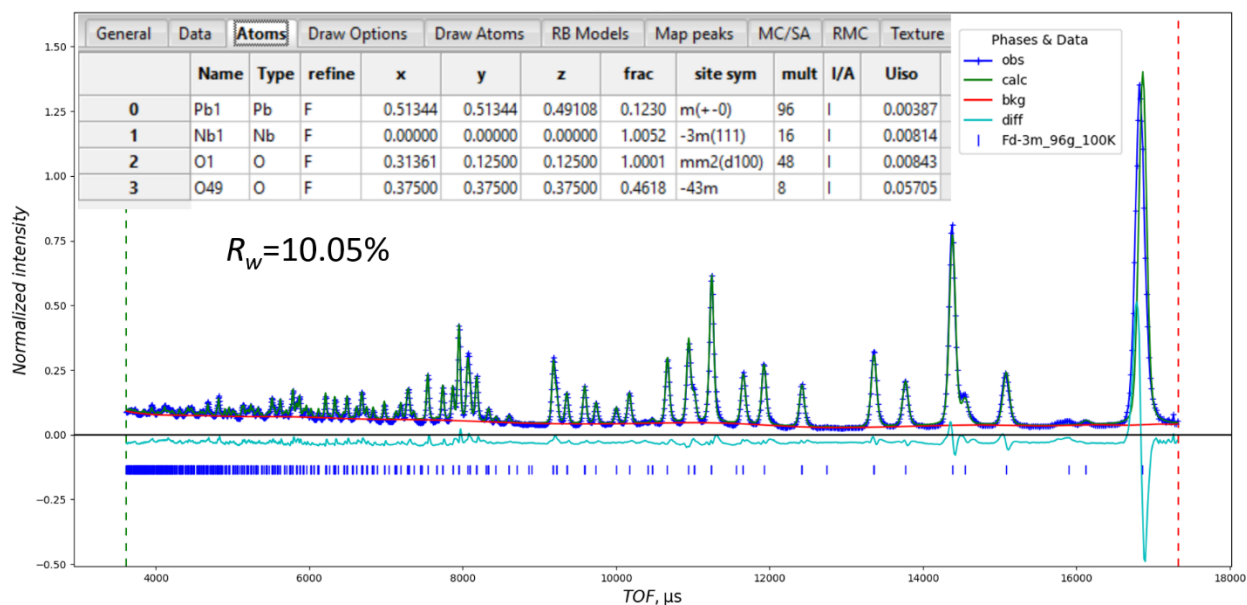 General Data Atoms Draw Options Draw Atoms RB Models Map peaks MC/SA RMC Texture
Name Type refine x y z frac site sym mult I/A Uiso
0 Pb1 Pb F 0.51344 0.51344 0.49108 0.1230 m(+-0) 96 I 0.00387
1 Nb1 Nb F 0.00000 0.00000 0.00000 1.0052 -3m(111) 16 I 0.00814
2 O1 O F 0.31361 0.12500 0.12500 1.0001 mm2(d100) 48 I 0.00843
3 O49 O F 0.37500 0.37500 0.37500 0.4618 -43m 8 I 0.05705
Phases & Data
obs
calc
bkg
diff
Fd-3m_96g_100K
Rw=10.05%
Normalized intensity
1.50
1.25
1.00
0.75
0.50
0.25
0.00
−0.25
−0.50
4000 6000 8000 10000 12000 14000 16000 18000
TOF, μs